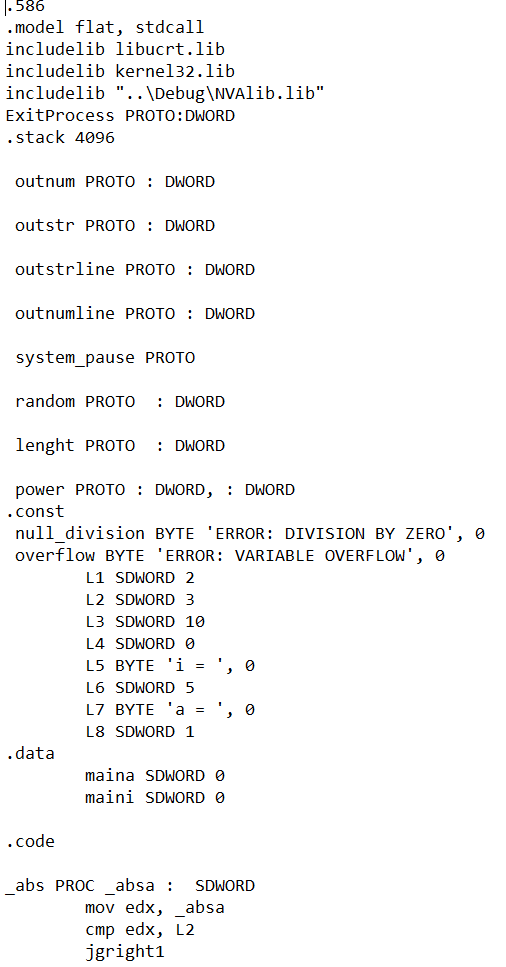 .586
.model flat, stdcall
includelib libucrt.lib
includelib kernel32.lib
includelib "..\Debug\NVAlib.lib"
ExitProcess PROTO:DWORD
.stack 4096
outnum PROTO : DWORD
outstr PROTO : DWORD
outstrline PROTO : DWORD
outnumline PROTO : DWORD
system_pause PROTO
random PROTO  : DWORD
lenght PROTO  : DWORD
power PROTO : DWORD, : DWORD
.const
null_division BYTE 'ERROR: DIVISION BY ZERO', 0
overflow BYTE 'ERROR: VARIABLE OVERFLOW', 0
L1 SDWORD 2
L2 SDWORD 3
L3 SDWORD 10
L4 SDWORD 0
L5 BYTE 'i = ', 0
L6 SDWORD 5
L7 BYTE 'a = ', 0
L8 SDWORD 1
.data
maina SDWORD 0
maini SDWORD 0
.code
_abs PROC _absa :  SDWORD
mov edx, _absa
cmp edx, L2
jgright1